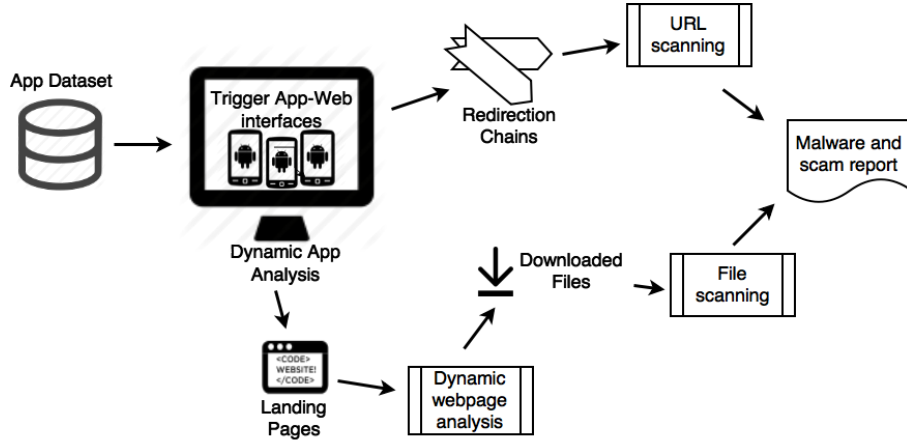 App Dataset
Trigger App-Web
interfaces
Dynamic App
Analysis
Redirection
Chains
URL
scanning
Malware and
scam report
<CODE>
WEBSITE!
</CODE>
Landing
Pages
Dynamic
webpage
analysis
Downloaded
Files
File
scanning